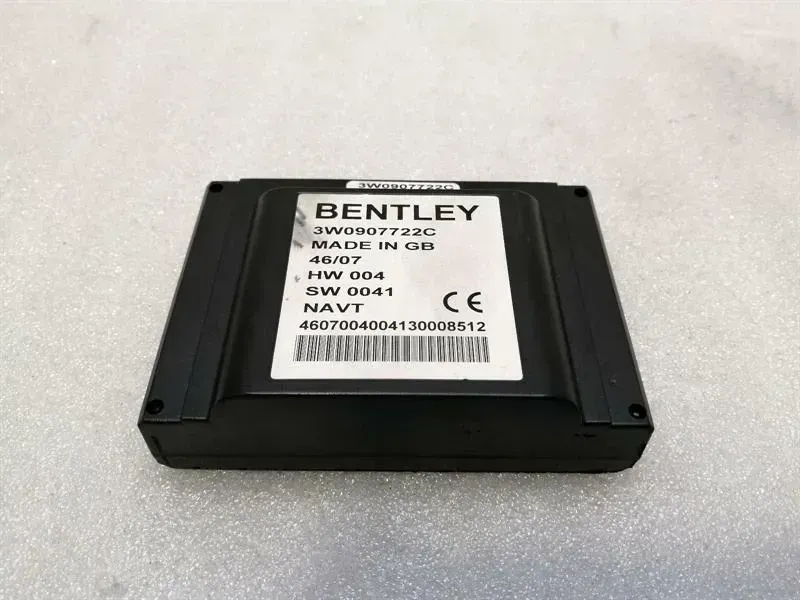 3W0907722C
BENTLEY
3W0907722C
MADE IN GB
46/07
HW 004
SW 0041
NAVT
CE
4607004004130008512